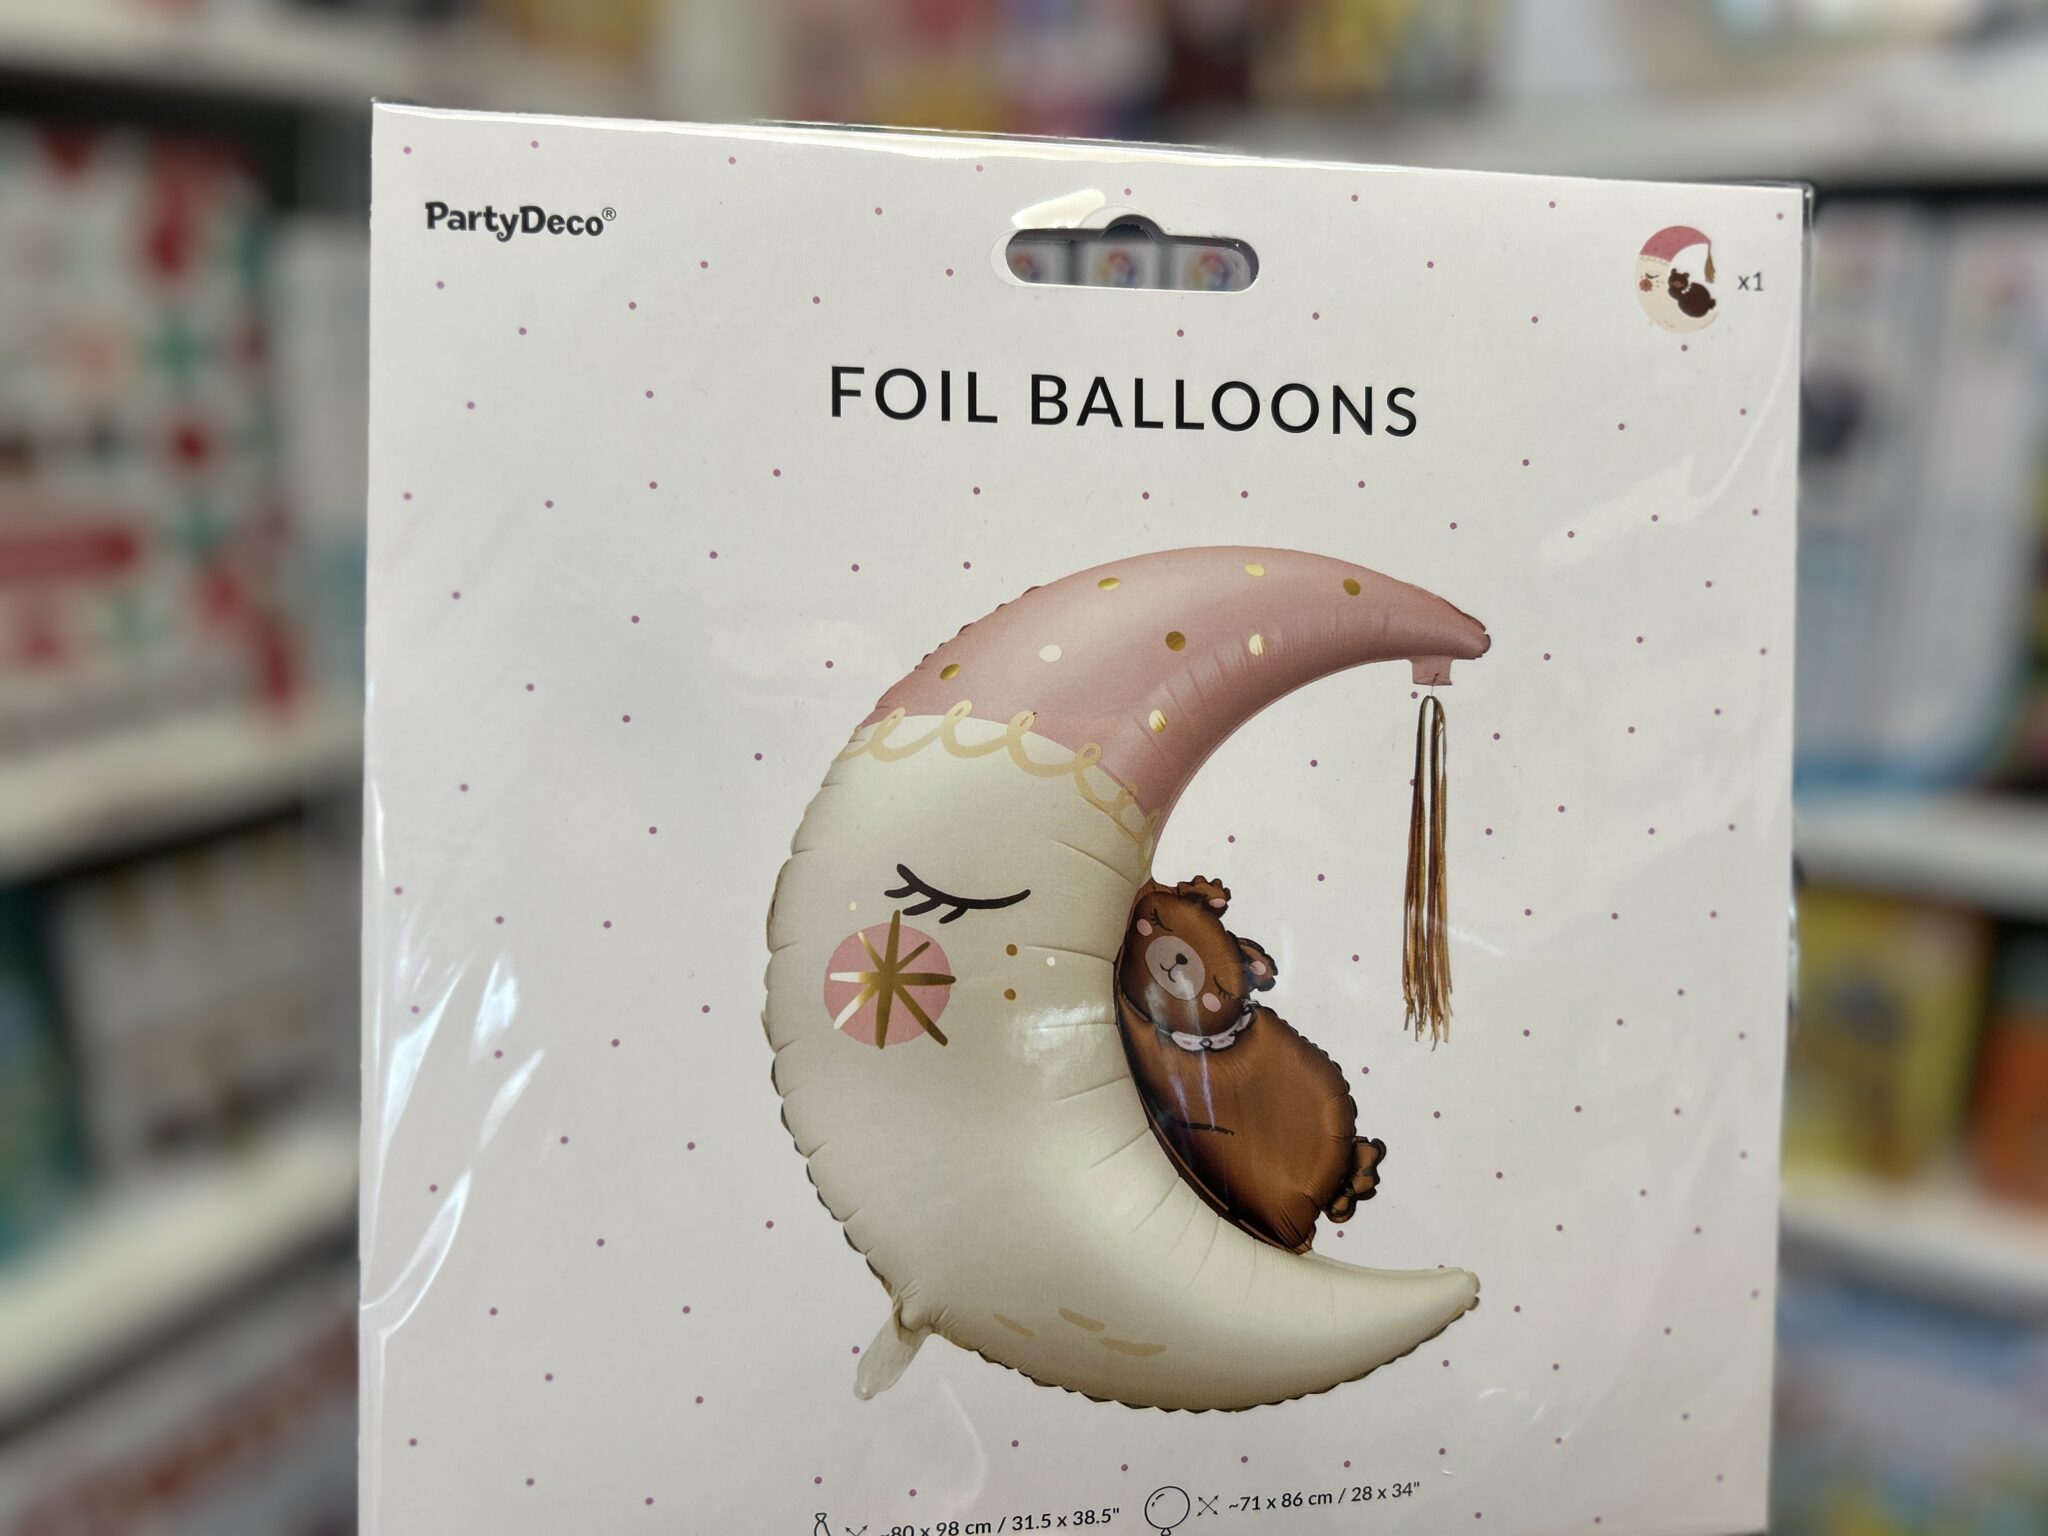 PartyDeco®
x1
FOIL BALLOONS
~80 x 98 cm / 31.5 x 38.5"
~71 x 86 cm / 28 x 34"